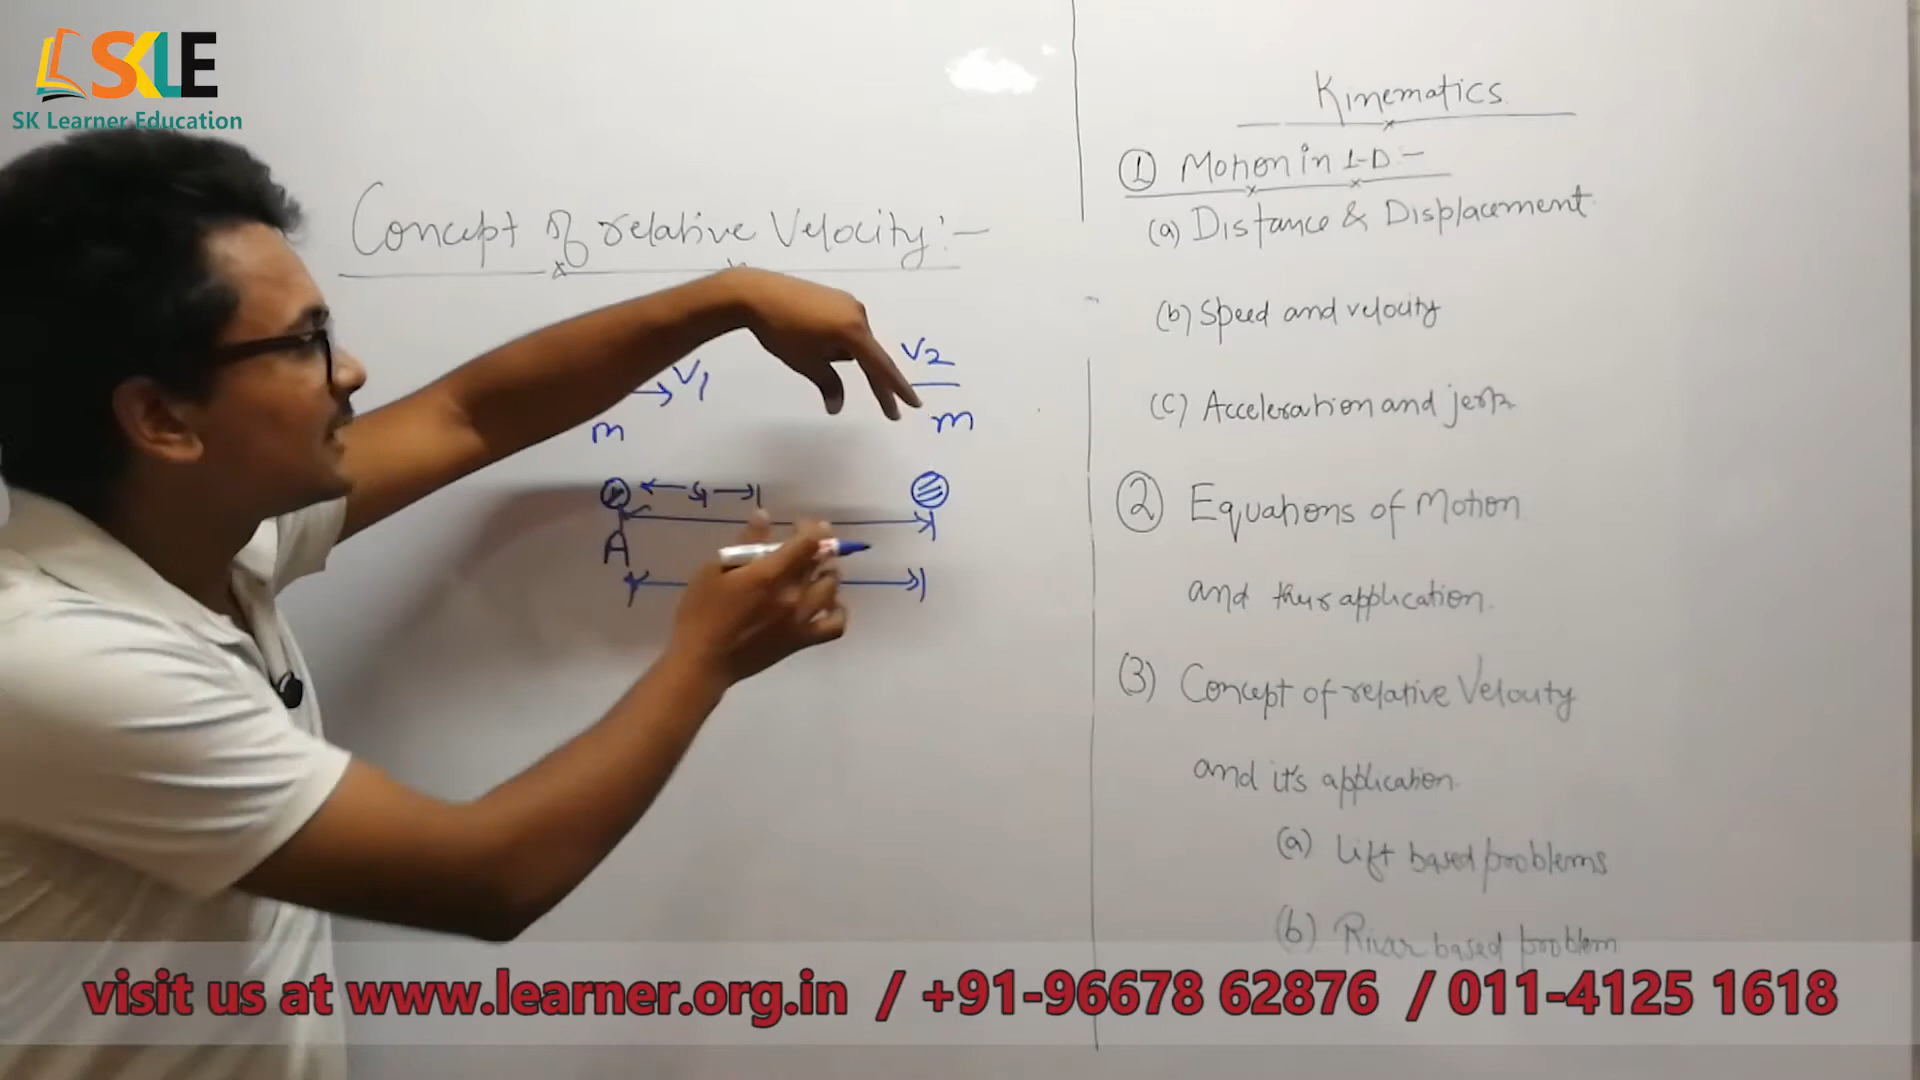 SKLE
SK Learner Education
Concept of relative Velocity:-
V1
m
V2
m
S1
A
Kinematics
① Motion in 1-D:-
(a) Distance & Displacement
(b) Speed and velocity
(c) Acceleration and jerk
② Equations of Motion
and their application.
(3) Concept of relative Velocity
and it's application.
(a) Lift based problems
(b) River based problem
visit us at www.learner.org.in / +91-96678 62876 / 011-4125 1618